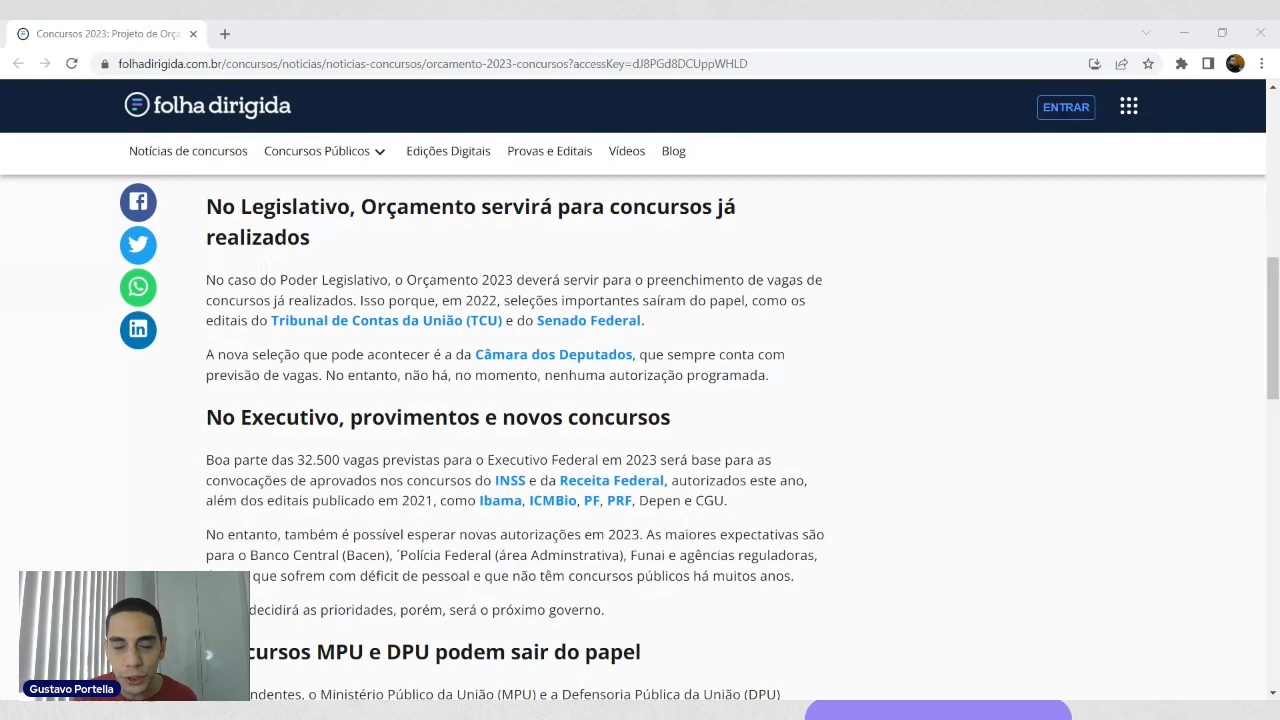 Concursos 2023: Projeto de Orça
folhadirigida.com.br/concursos/noticias/noticias-concursos/orcamento-2023-concursos?accessKey=dJ8PGd8DCUppWHLD
folha dirigida
ENTRAR
Notícias de concursos Concursos Públicos Edições Digitais Provas e Editais Vídeos Blog
No Legislativo, Orçamento servirá para concursos já
realizados
No caso do Poder Legislativo, o Orçamento 2023 deverá servir para o preenchimento de vagas de
concursos já realizados. Isso porque, em 2022, seleções importantes saíram do papel, como os
editais do Tribunal de Contas da União (TCU) e do Senado Federal.
A nova seleção que pode acontecer é a da Câmara dos Deputados, que sempre conta com
previsão de vagas. No entanto, não há, no momento, nenhuma autorização programada.
No Executivo, provimentos e novos concursos
Boa parte das 32.500 vagas previstas para o Executivo Federal em 2023 será base para as
convocações de aprovados nos concursos do INSS e da Receita Federal, autorizados este ano,
além dos editais publicado em 2021, como Ibama, ICMBio, PF, PRF, Depen e CGU.
No entanto, também é possível esperar novas autorizações em 2023. As maiores expectativas são
para o Banco Central (Bacen), ´Polícia Federal (área Adminstrativa), Funai e agências reguladoras,
que sofrem com déficit de pessoal e que não têm concursos públicos há muitos anos.
decidirá as prioridades, porém, será o próximo governo.
cursos MPU e DPU podem sair do papel
ndentes, o Ministério Público da União (MPU) e a Defensoria Pública da União (DPU)
Gustavo Portella